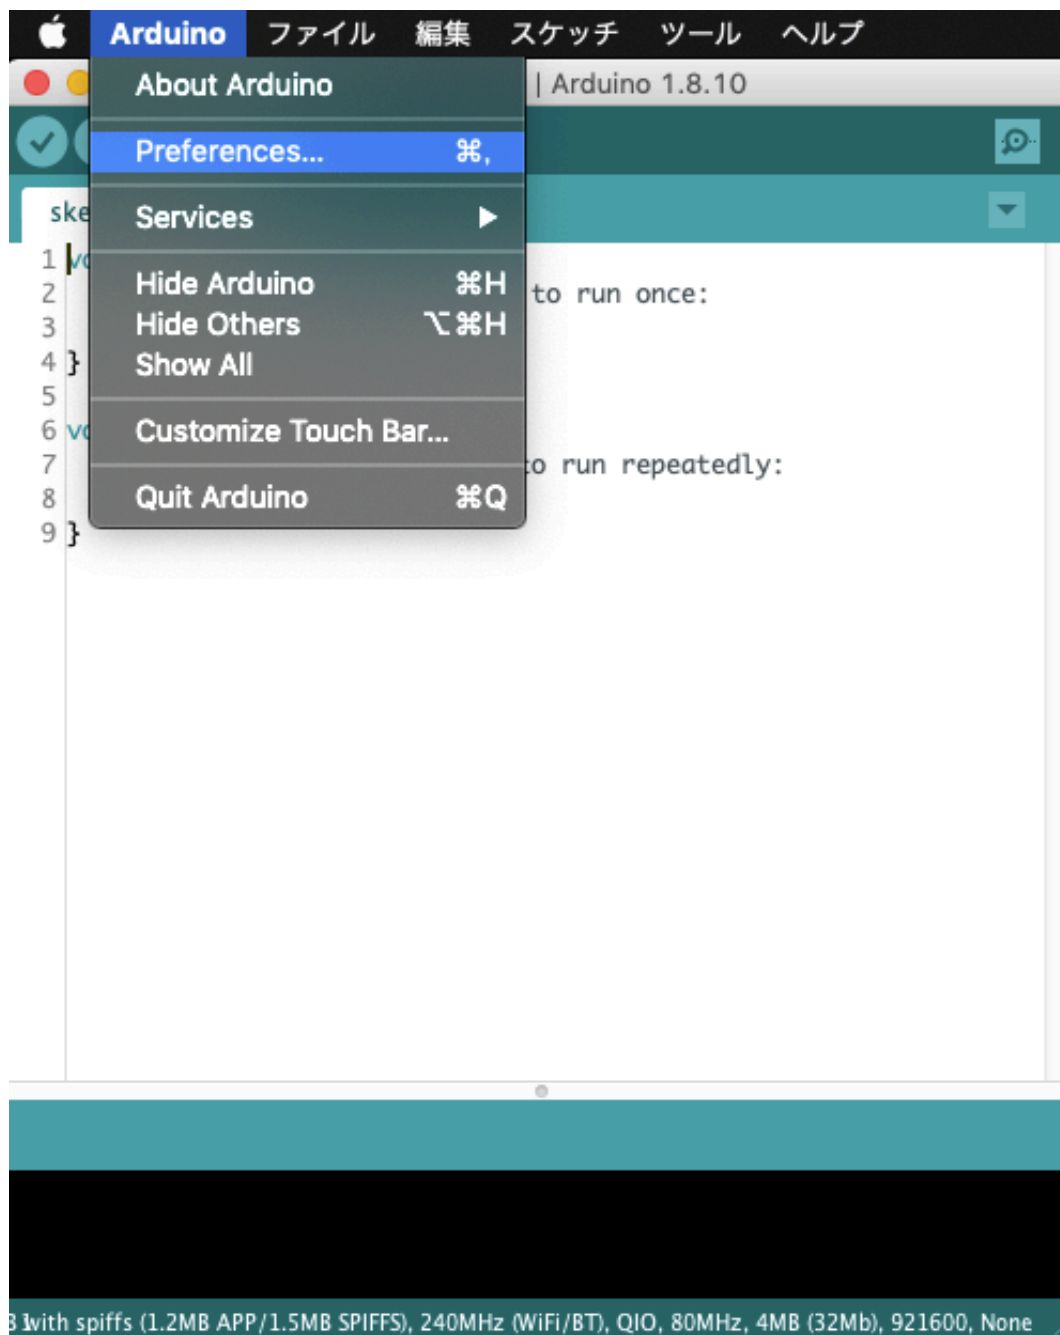 Arduino ファイル 編集 スケッチ ツール ヘルプ
About Arduino
| Arduino 1.8.10
Preferences... ⌘,
ske
Services ▶
1 vo
Hide Arduino ⌘H
2 to run once:
3
Hide Others ⌥⌘H
4 }
Show All
5
6 vo
Customize Touch Bar...
7 to run repeatedly:
8
Quit Arduino ⌘Q
9 }
with spiffs (1.2MB APP/1.5MB SPIFFS), 240MHz (WiFi/BT), QIO, 80MHz, 4MB (32Mb), 921600, None